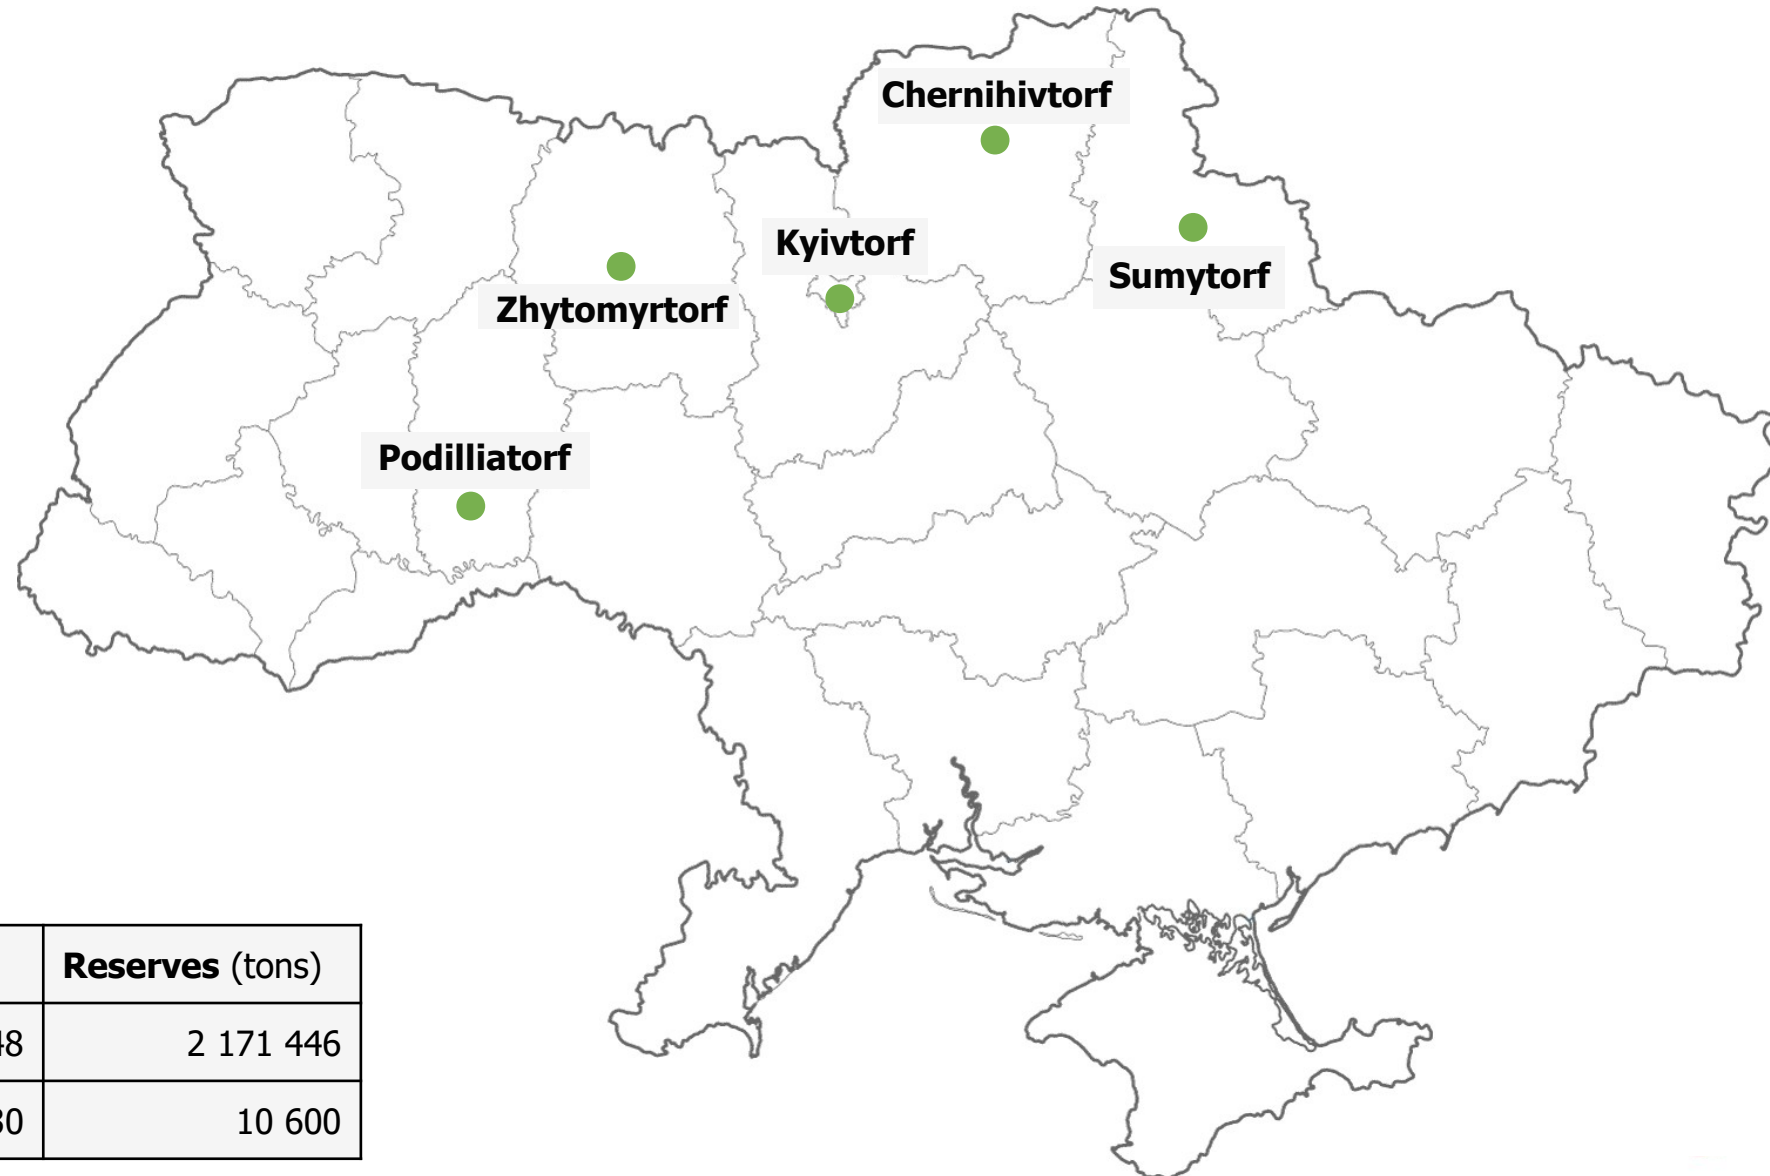 Chernihivtorf
Kyivtorf
Sumytorf
Zhytomyrtorf
Podilliatorf
Reserves (tons)
2 171 446
10 600